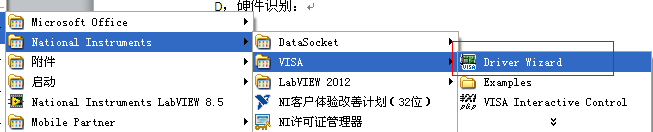 D，硬件识别：
Microsoft Office
National Instruments
附件
启动
National Instruments LabVIEW 8.5
Mobile Partner
DataSocket
VISA
LabVIEW 2012
NI客户体验改善计划（32位）
NI许可证管理器
Driver Wizard
Examples
VISA Interactive Control